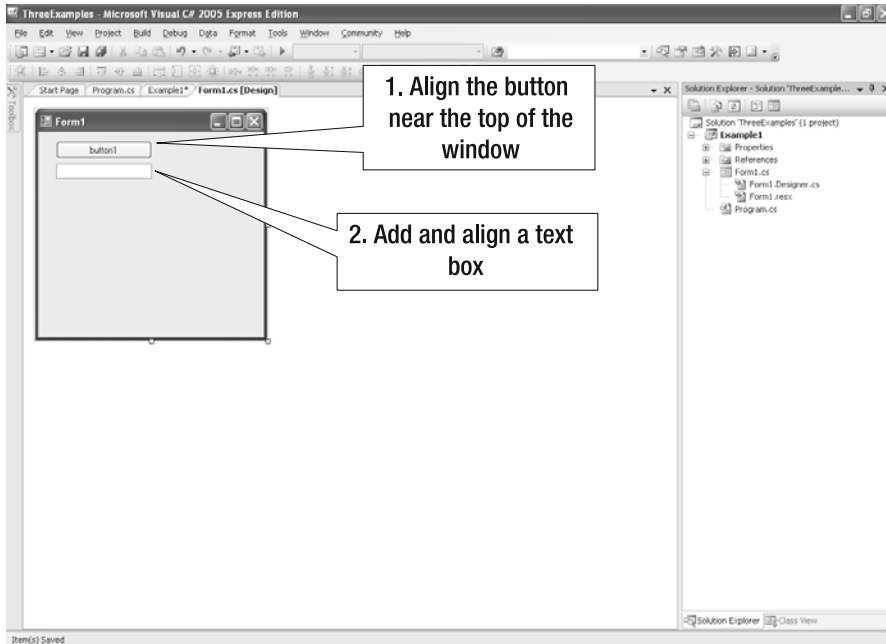 ThreeExamples - Microsoft Visual C# 2005 Express Edition
File Edit View Project Build Debug Data Format Tools Window Community Help
Start Page Program.cs Example1* Form1.cs [Design]
Toolbox
Form1
button1
1. Align the button
near the top of the
window
2. Add and align a text
box
Solution Explorer - Solution 'ThreeExample...
Solution 'ThreeExamples' (1 project)
Example1
Properties
References
Form1.cs
Form1.Designer.cs
Form1.resx
Program.cs
Solution Explorer Class View
Item(s) Saved